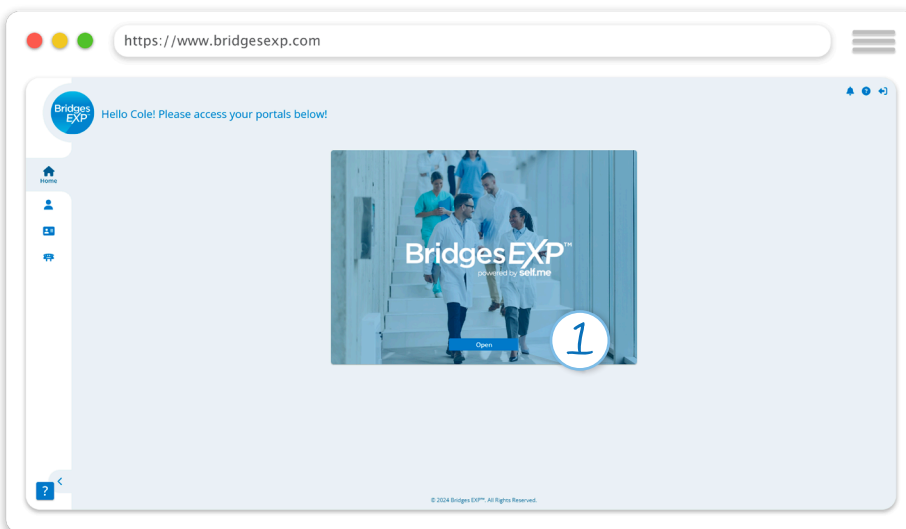 https://www.bridgesexp.com
Bridges
EXP
Hello Cole! Please access your portals below!
Home
BridgesEXP™
powered by self.me
Open
1
?
© 2024 Bridges EXP™. All Rights Reserved.